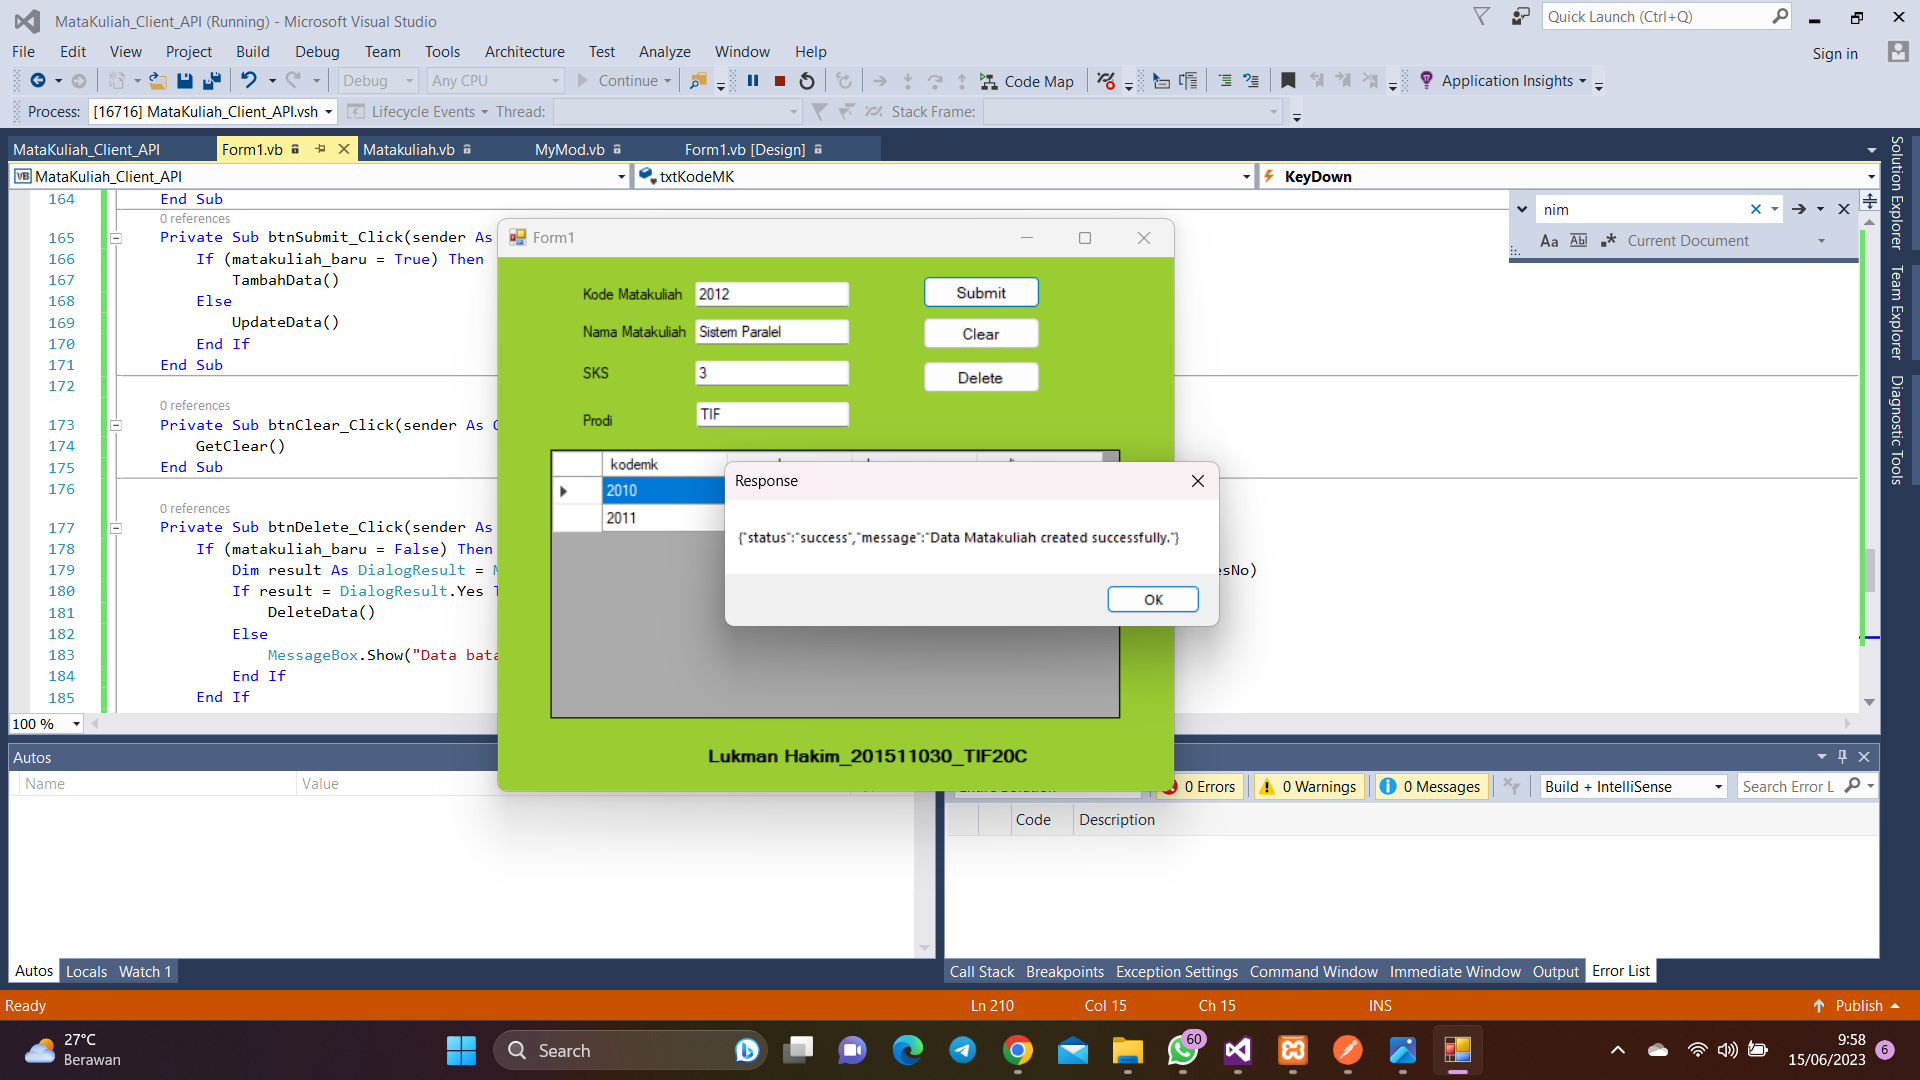 MataKuliah_Client_API (Running) - Microsoft Visual Studio
Quick Launch (Ctrl+Q)
File Edit View Project Build Debug Team Tools Architecture Test Analyze Window Help
Sign in
Debug Any CPU Continue Code Map Application Insights
Process: [16716] MataKuliah_Client_API.vsh Lifecycle Events Thread: Stack Frame:
MataKuliah_Client_API Form1.vb Matakuliah.vb MyMod.vb Form1.vb [Design]
MataKuliah_Client_API txtKodeMK KeyDown
nim
Aa Ab Current Document
Solution Explorer
Team Explorer
Diagnostic Tools
164 End Sub
0 references
165 Private Sub btnSubmit_Click(sender As
166 If (matakuliah_baru = True) Then
167 TambahData()
168 Else
169 UpdateData()
170 End If
171 End Sub
172
0 references
173 Private Sub btnClear_Click(sender As
174 GetClear()
175 End Sub
176
0 references
177 Private Sub btnDelete_Click(sender As
178 If (matakuliah_baru = False) Then
179 Dim result As DialogResult = esNo)
180 If result = DialogResult.Yes
181 DeleteData()
182 Else
183 MessageBox.Show("Data bata
184 End If
185 End If
100 %
Form1
Kode Matakuliah 2012 Submit
Nama Matakuliah Sistem Paralel Clear
SKS 3 Delete
Prodi TIF
kodemk
2010
2011
Response
{"status":"success","message":"Data Matakuliah created successfully."}
OK
Lukman Hakim_201511030_TIF20C
Autos
Name Value
0 Errors 0 Warnings 0 Messages Build + IntelliSense Search Error L
Code Description
Autos Locals Watch 1
Call Stack Breakpoints Exception Settings Command Window Immediate Window Output Error List
Ready Ln 210 Col 15 Ch 15 INS Publish
27°C
Berawan
Search
60
9:58
15/06/2023
6